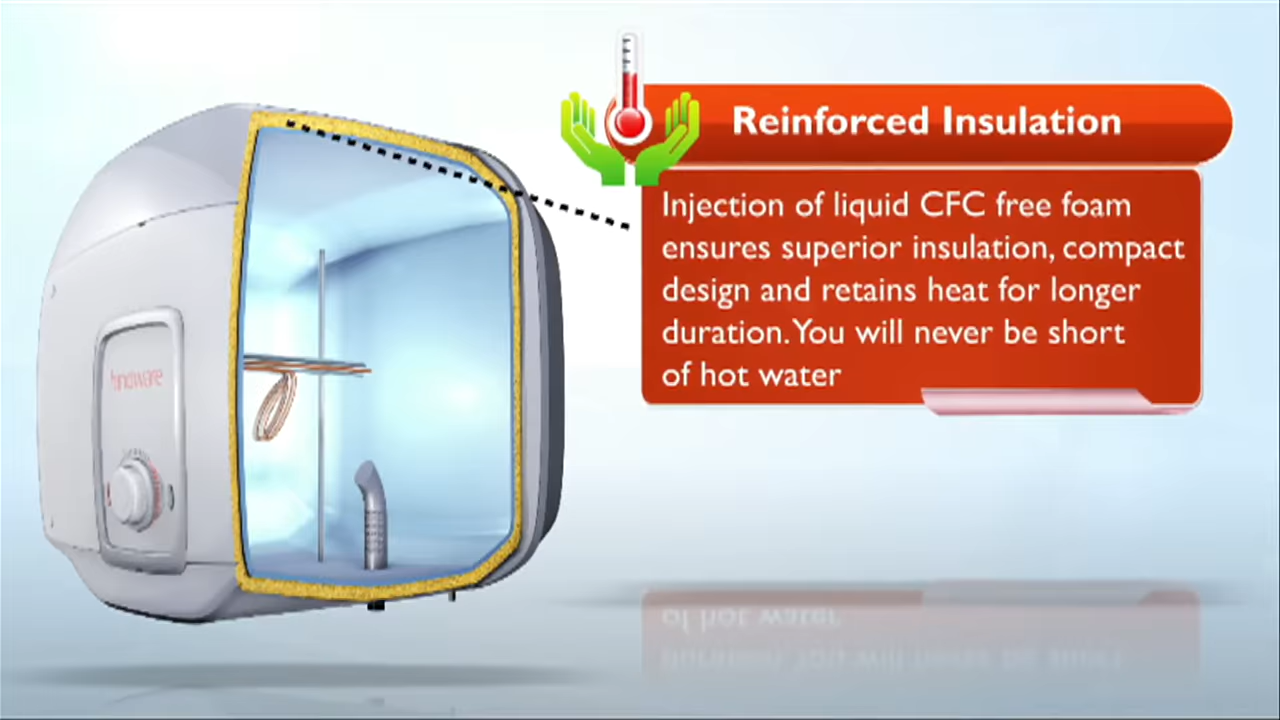 Reinforced Insulation
Injection of liquid CFC free foam
ensures superior insulation, compact
design and retains heat for longer
duration. You will never be short
of hot water
hindware